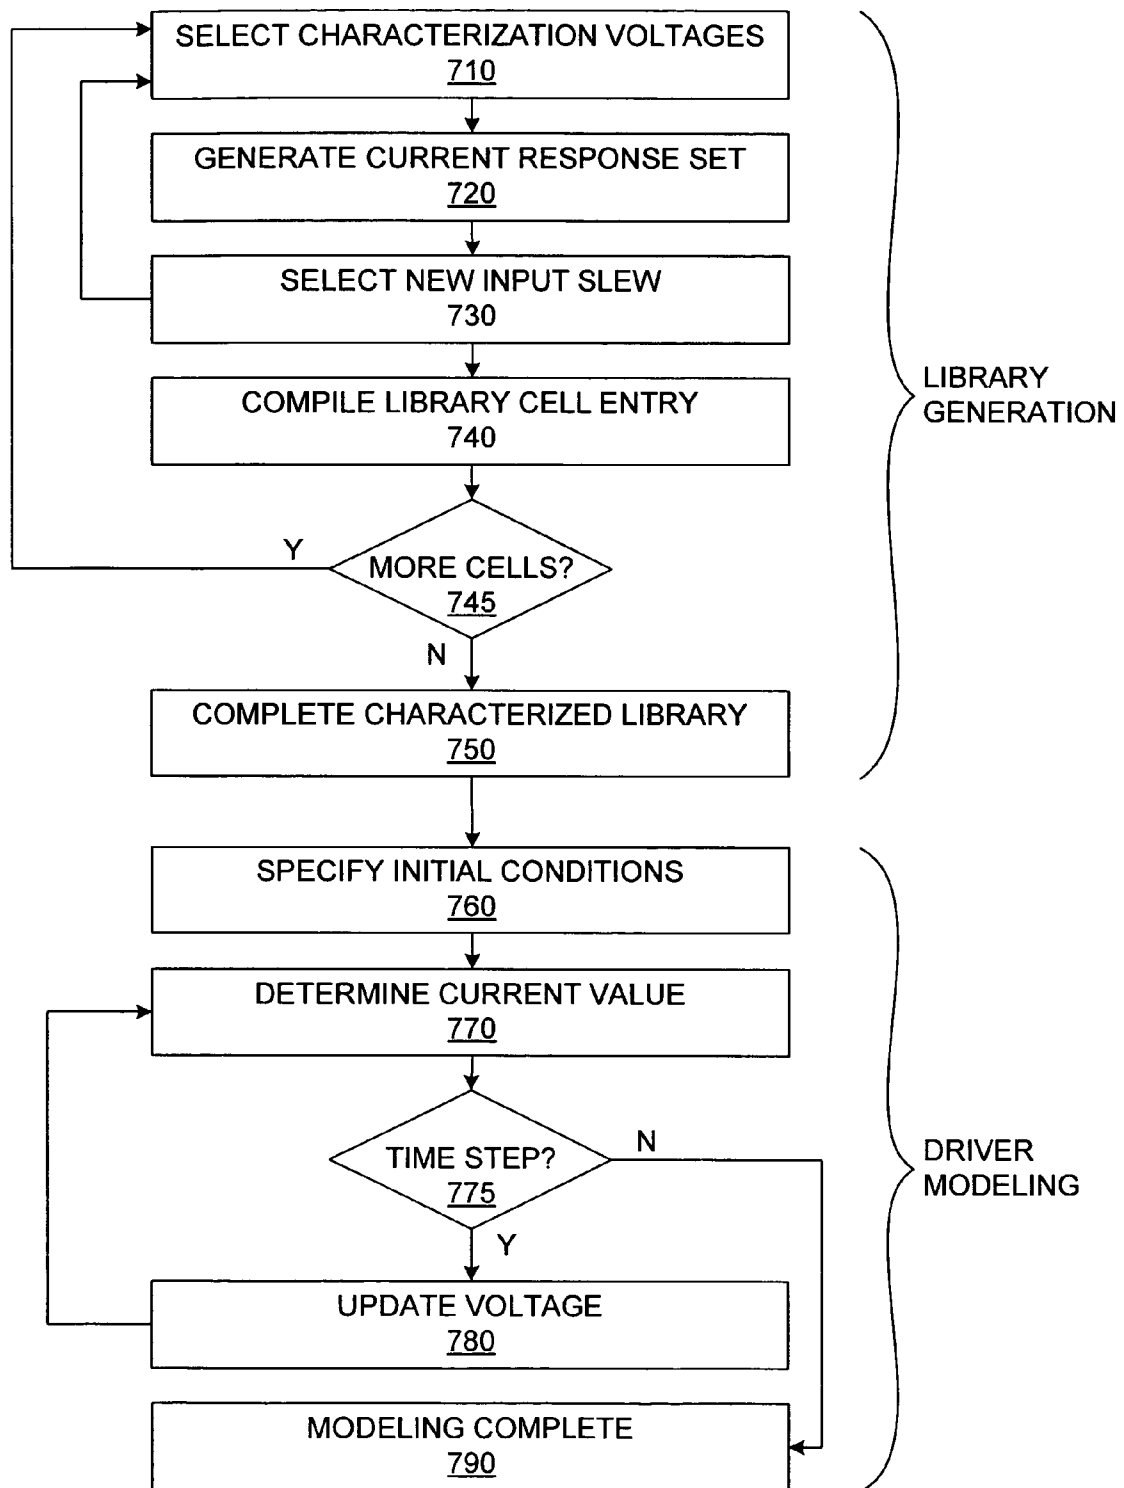 SELECT CHARACTERIZATION VOLTAGES
710
GENERATE CURRENT RESPONSE SET
720
SELECT NEW INPUT SLEW
730
COMPILE LIBRARY CELL ENTRY
740
LIBRARY
GENERATION
Y
MORE CELLS?
745
N
COMPLETE CHARACTERIZED LIBRARY
750
SPECIFY INITIAL CONDITIONS
760
DETERMINE CURRENT VALUE
770
TIME STEP?
775
N
Y
DRIVER
MODELING
UPDATE VOLTAGE
780
MODELING COMPLETE
790